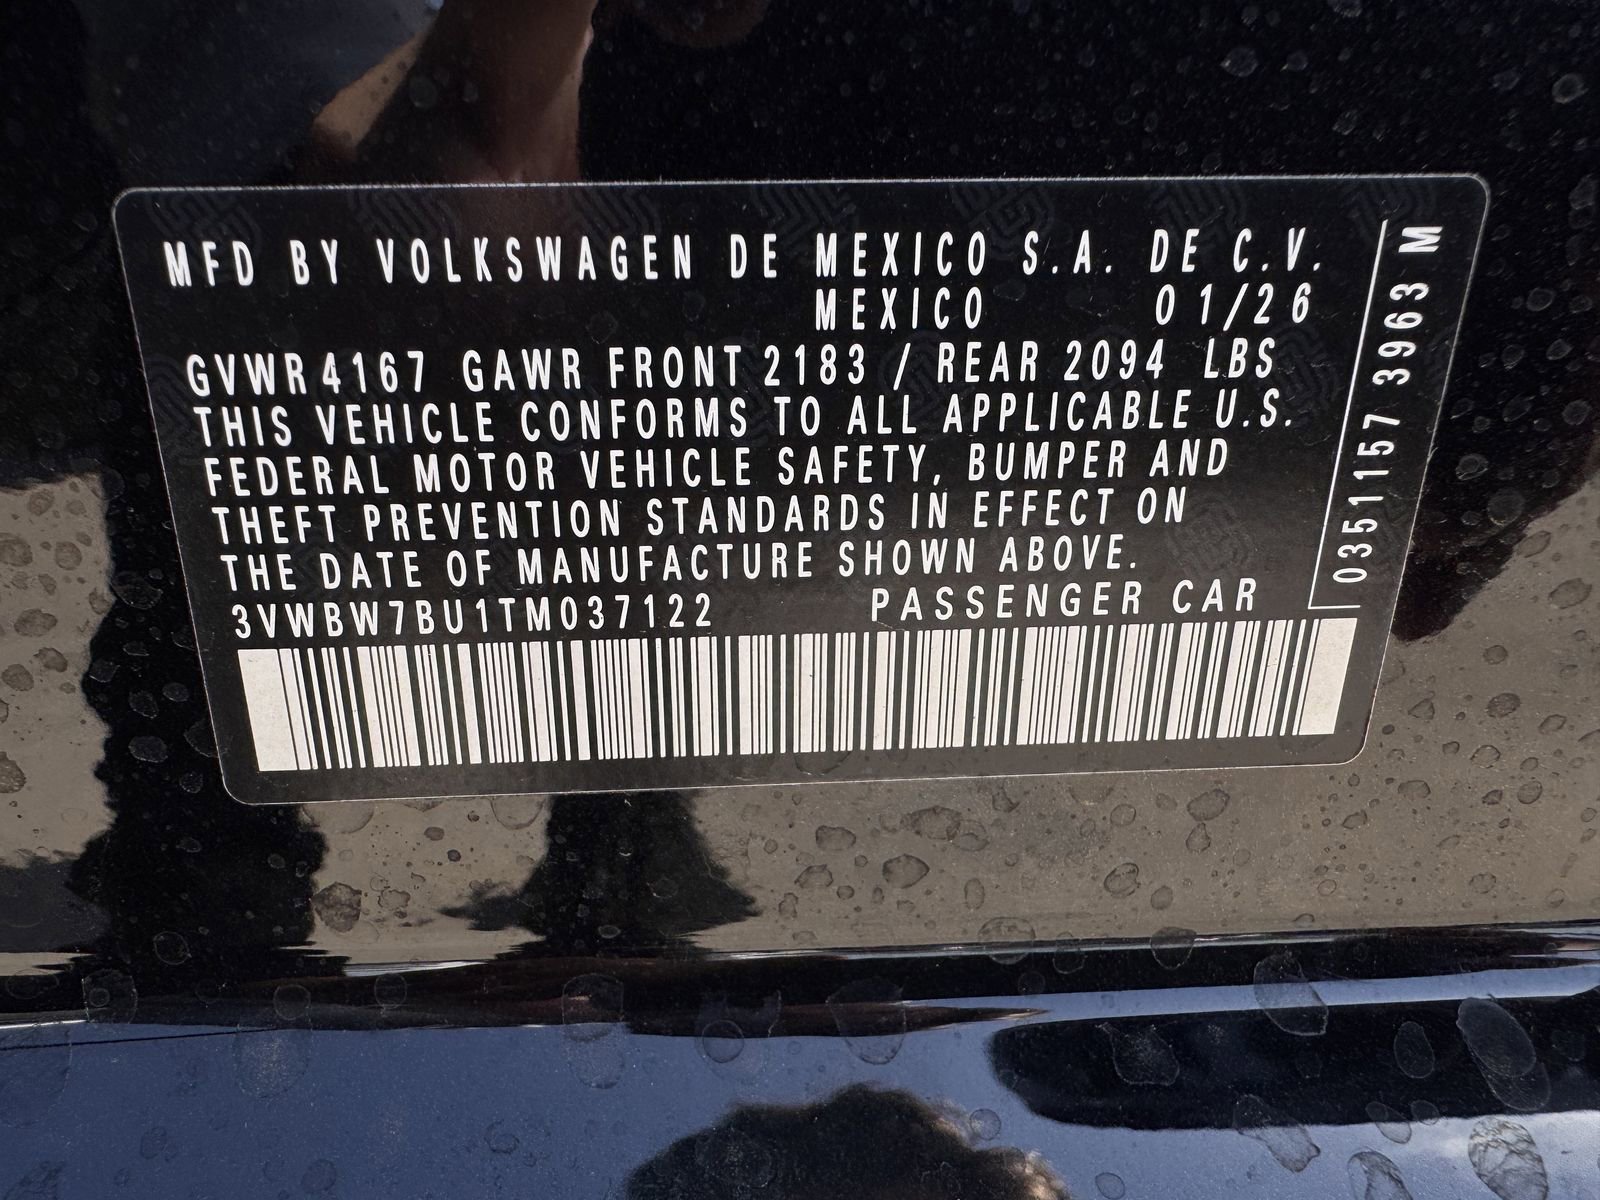 MFD BY VOLKSWAGEN DE MEXICO S.A. DE C.V.
MEXICO 01/26
GVWR 4167 GAWR FRONT 2183 / REAR 2094 LBS
THIS VEHICLE CONFORMS TO ALL APPLICABLE U.S.
FEDERAL MOTOR VEHICLE SAFETY, BUMPER AND
THEFT PREVENTION STANDARDS IN EFFECT ON
THE DATE OF MANUFACTURE SHOWN ABOVE.
3VWBW7BU1TM037122 PASSENGER CAR
0351157 3963 M